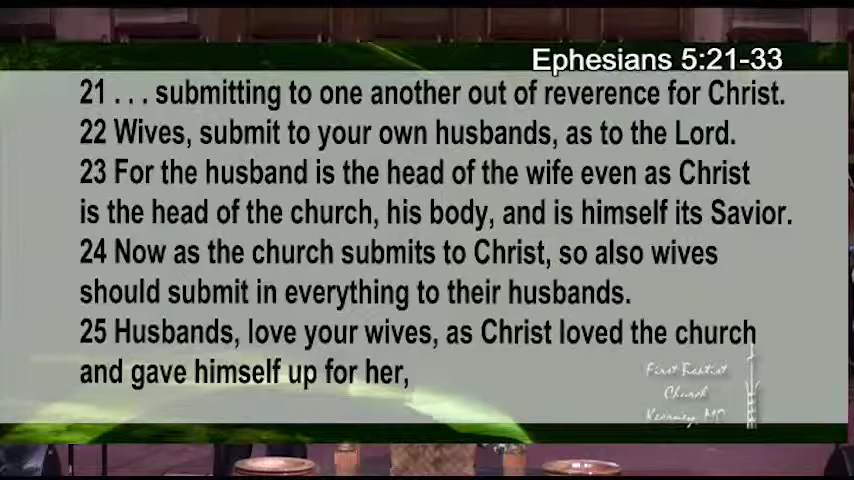 Ephesians 5:21-33
21 . . . submitting to one another out of reverence for Christ.
22 Wives, submit to your own husbands, as to the Lord.
23 For the husband is the head of the wife even as Christ
is the head of the church, his body, and is himself its Savior.
24 Now as the church submits to Christ, so also wives
should submit in everything to their husbands.
25 Husbands, love your wives, as Christ loved the church
and gave himself up for her,
First Baptist
Church
Kearney, MO